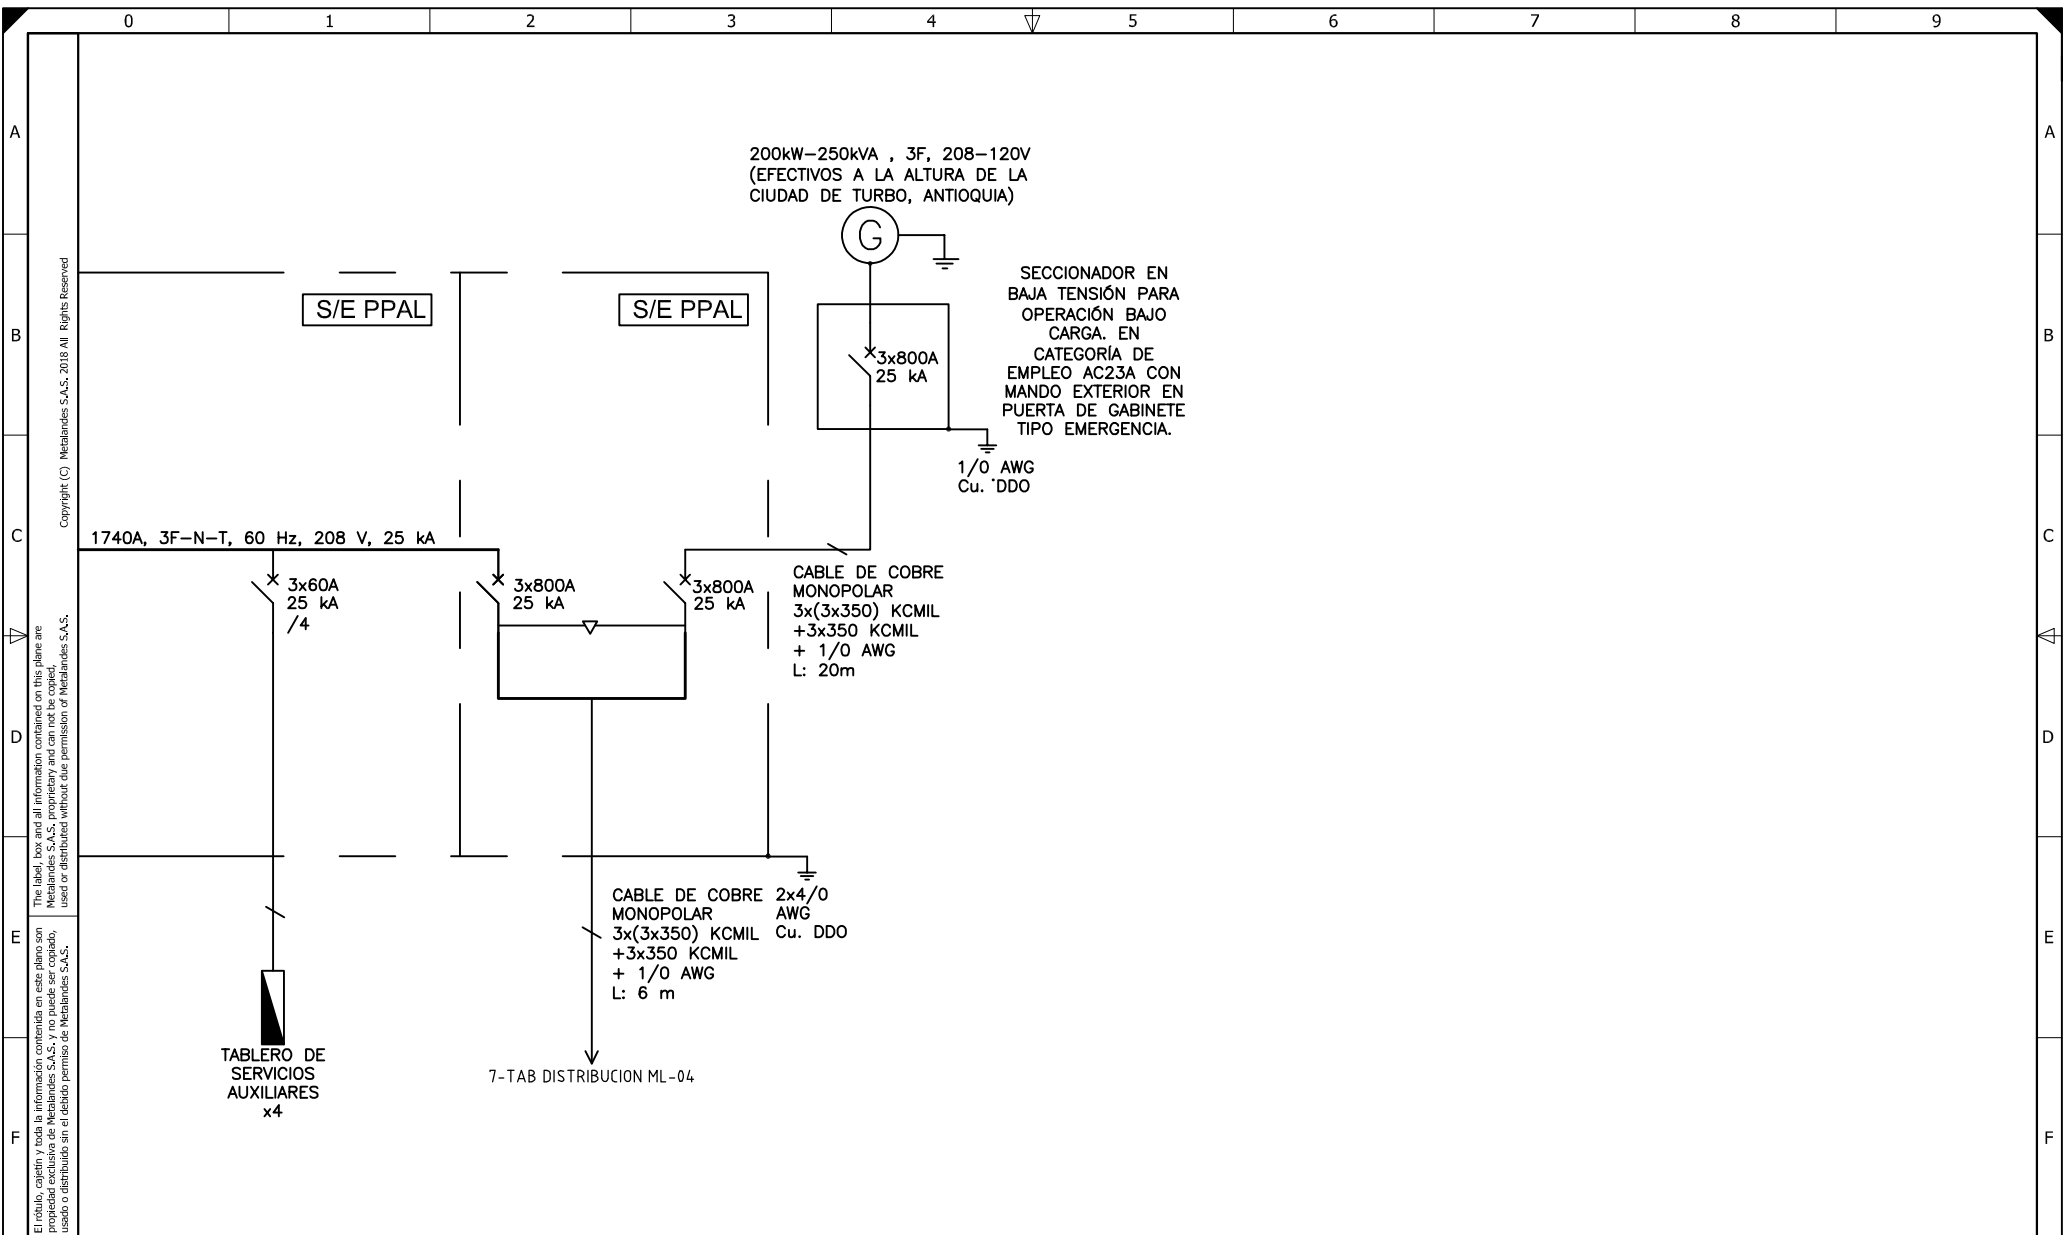 0 1 2 3 4 5 6 7 8 9
A
B
C
D
E
F
A
B
C
D
E
F
Copyright (C) Metalandes S.A.S. 2018 All Rights Reserved
The label, box and all information contained on this plane are
Metalandes S.A.S. proprietary and can not be copied,
used or distributed without due permission of Metalandes S.A.S.
El rótulo, cajetín y toda la información contenida en este plano son
propiedad exclusiva de Metalandes S.A.S. y no puede ser copiado,
usado o distribuido sin el debido permiso de Metalandes S.A.S.
200kW-250kVA , 3F, 208-120V
(EFECTIVOS A LA ALTURA DE LA
CIUDAD DE TURBO, ANTIOQUIA)
G
S/E PPAL
S/E PPAL
SECCIONADOR EN
BAJA TENSIÓN PARA
OPERACIÓN BAJO
CARGA. EN
CATEGORÍA DE
EMPLEO AC23A CON
MANDO EXTERIOR EN
PUERTA DE GABINETE
TIPO EMERGENCIA.
3x800A
25 kA
1/0 AWG
Cu. DDO
1740A, 3F-N-T, 60 Hz, 208 V, 25 kA
3x60A
25 kA
/4
3x800A
25 kA
3x800A
25 kA
CABLE DE COBRE
MONOPOLAR
3x(3x350) KCMIL
+3x350 KCMIL
+ 1/0 AWG
L: 20m
CABLE DE COBRE
MONOPOLAR
3x(3x350) KCMIL
+3x350 KCMIL
+ 1/0 AWG
L: 6 m
2x4/0
AWG
Cu. DDO
TABLERO DE
SERVICIOS
AUXILIARES
x4
7-TAB DISTRIBUCION ML-04